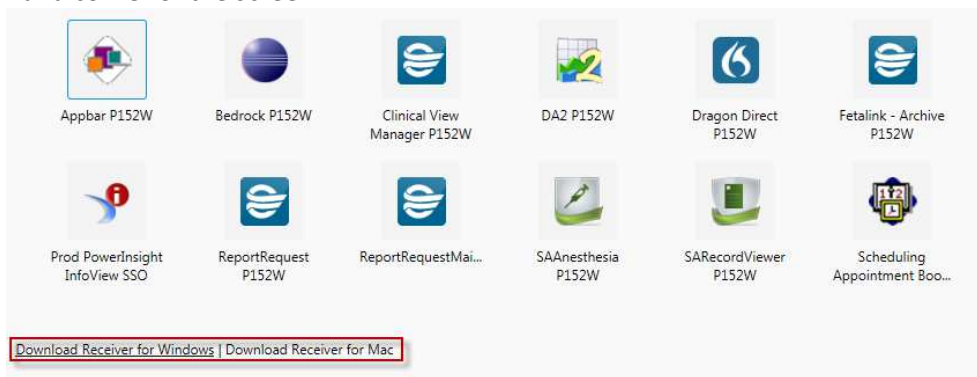 Appbar P152W
Bedrock P152W
Clinical View
Manager P152W
DA2 P152W
Dragon Direct
P152W
Fetalink - Archive
P152W
Prod PowerInsight
InfoView SSO
ReportRequest
P152W
ReportRequestMai...
SAAnesthesia
P152W
SARecordViewer
P152W
Scheduling
Appointment Boo...
Download Receiver for Windows | Download Receiver for Mac